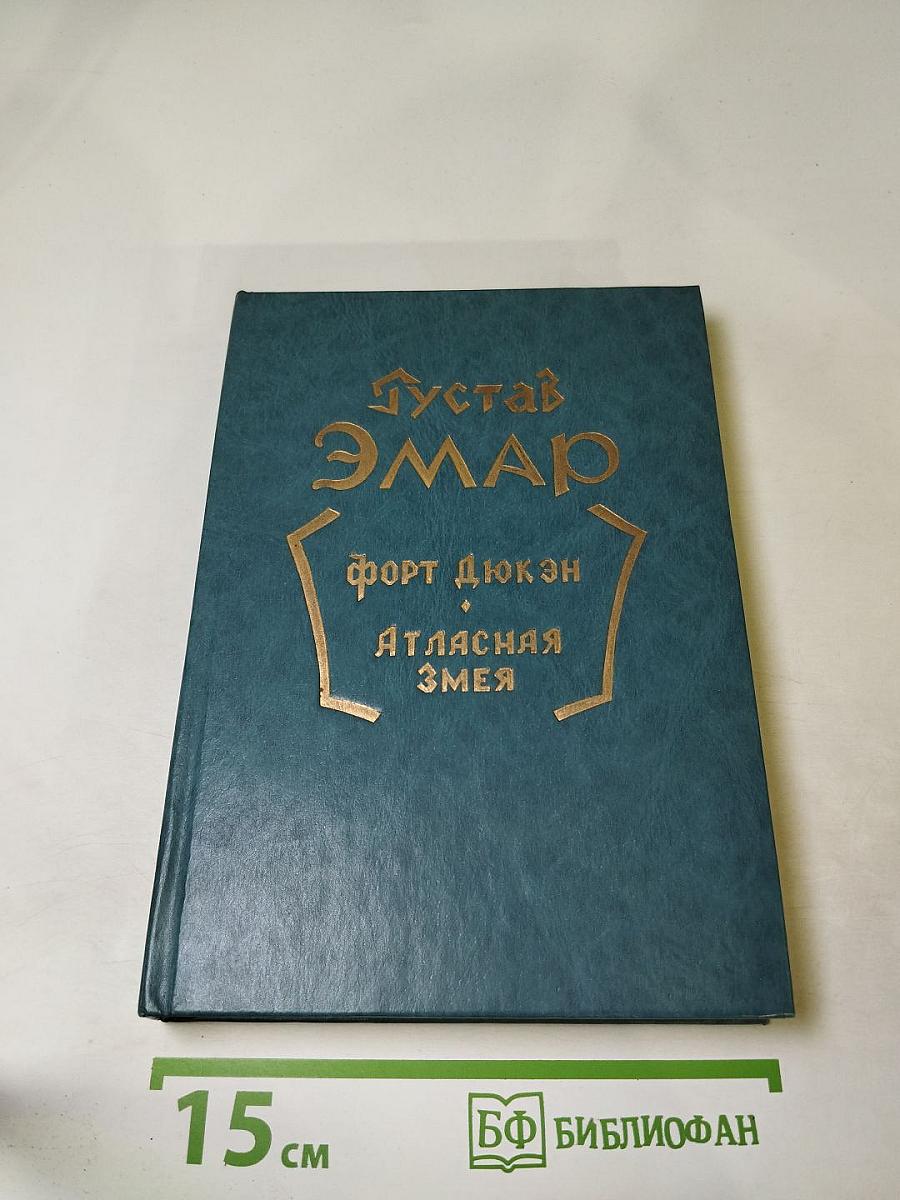 Густав
ЭМАР
Форт Дюкэн
Атласная
Змея
15 см
БФ БИБЛИОФАН